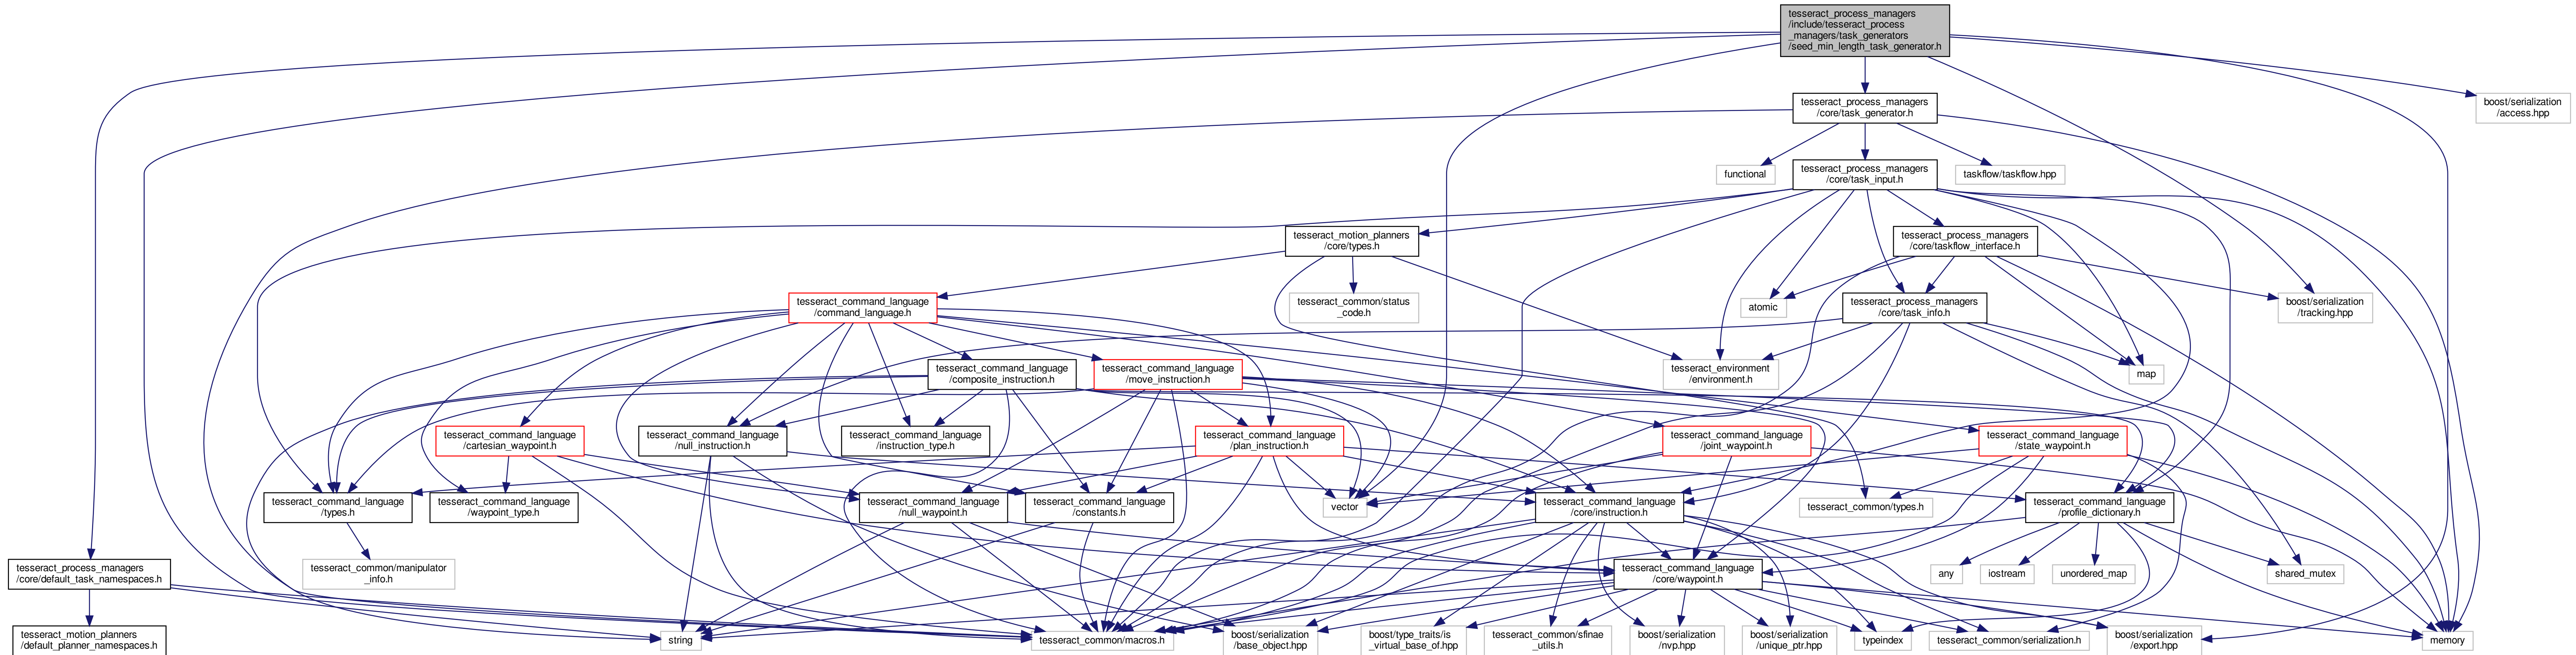 tesseract_process_managers
/include/tesseract_process
_managers/task_generators
/seed_min_length_task_generator.h
tesseract_process_managers
/core/task_generator.h
boost/serialization
/access.hpp
functional
tesseract_process_managers
/core/task_input.h
taskflow/taskflow.hpp
tesseract_motion_planners
/core/types.h
tesseract_process_managers
/core/taskflow_interface.h
tesseract_command_language
/command_language.h
tesseract_common/status
_code.h
atomic
tesseract_process_managers
/core/task_info.h
boost/serialization
/tracking.hpp
tesseract_command_language
/composite_instruction.h
tesseract_command_language
/move_instruction.h
tesseract_environment
/environment.h
map
tesseract_command_language
/cartesian_waypoint.h
tesseract_command_language
/null_instruction.h
tesseract_command_language
/instruction_type.h
tesseract_command_language
/plan_instruction.h
tesseract_command_language
/joint_waypoint.h
tesseract_command_language
/state_waypoint.h
tesseract_command_language
/types.h
tesseract_command_language
/waypoint_type.h
tesseract_command_language
/null_waypoint.h
tesseract_command_language
/constants.h
vector
tesseract_command_language
/core/instruction.h
tesseract_common/types.h
tesseract_command_language
/profile_dictionary.h
tesseract_process_managers
/core/default_task_namespaces.h
tesseract_common/manipulator
_info.h
tesseract_command_language
/core/waypoint.h
any
iostream
unordered_map
shared_mutex
tesseract_motion_planners
/default_planner_namespaces.h
string
tesseract_common/macros.h
boost/serialization
/base_object.hpp
boost/type_traits/is
_virtual_base_of.hpp
tesseract_common/sfinae
_utils.h
boost/serialization
/nvp.hpp
boost/serialization
/unique_ptr.hpp
typeindex
tesseract_common/serialization.h
boost/serialization
/export.hpp
memory